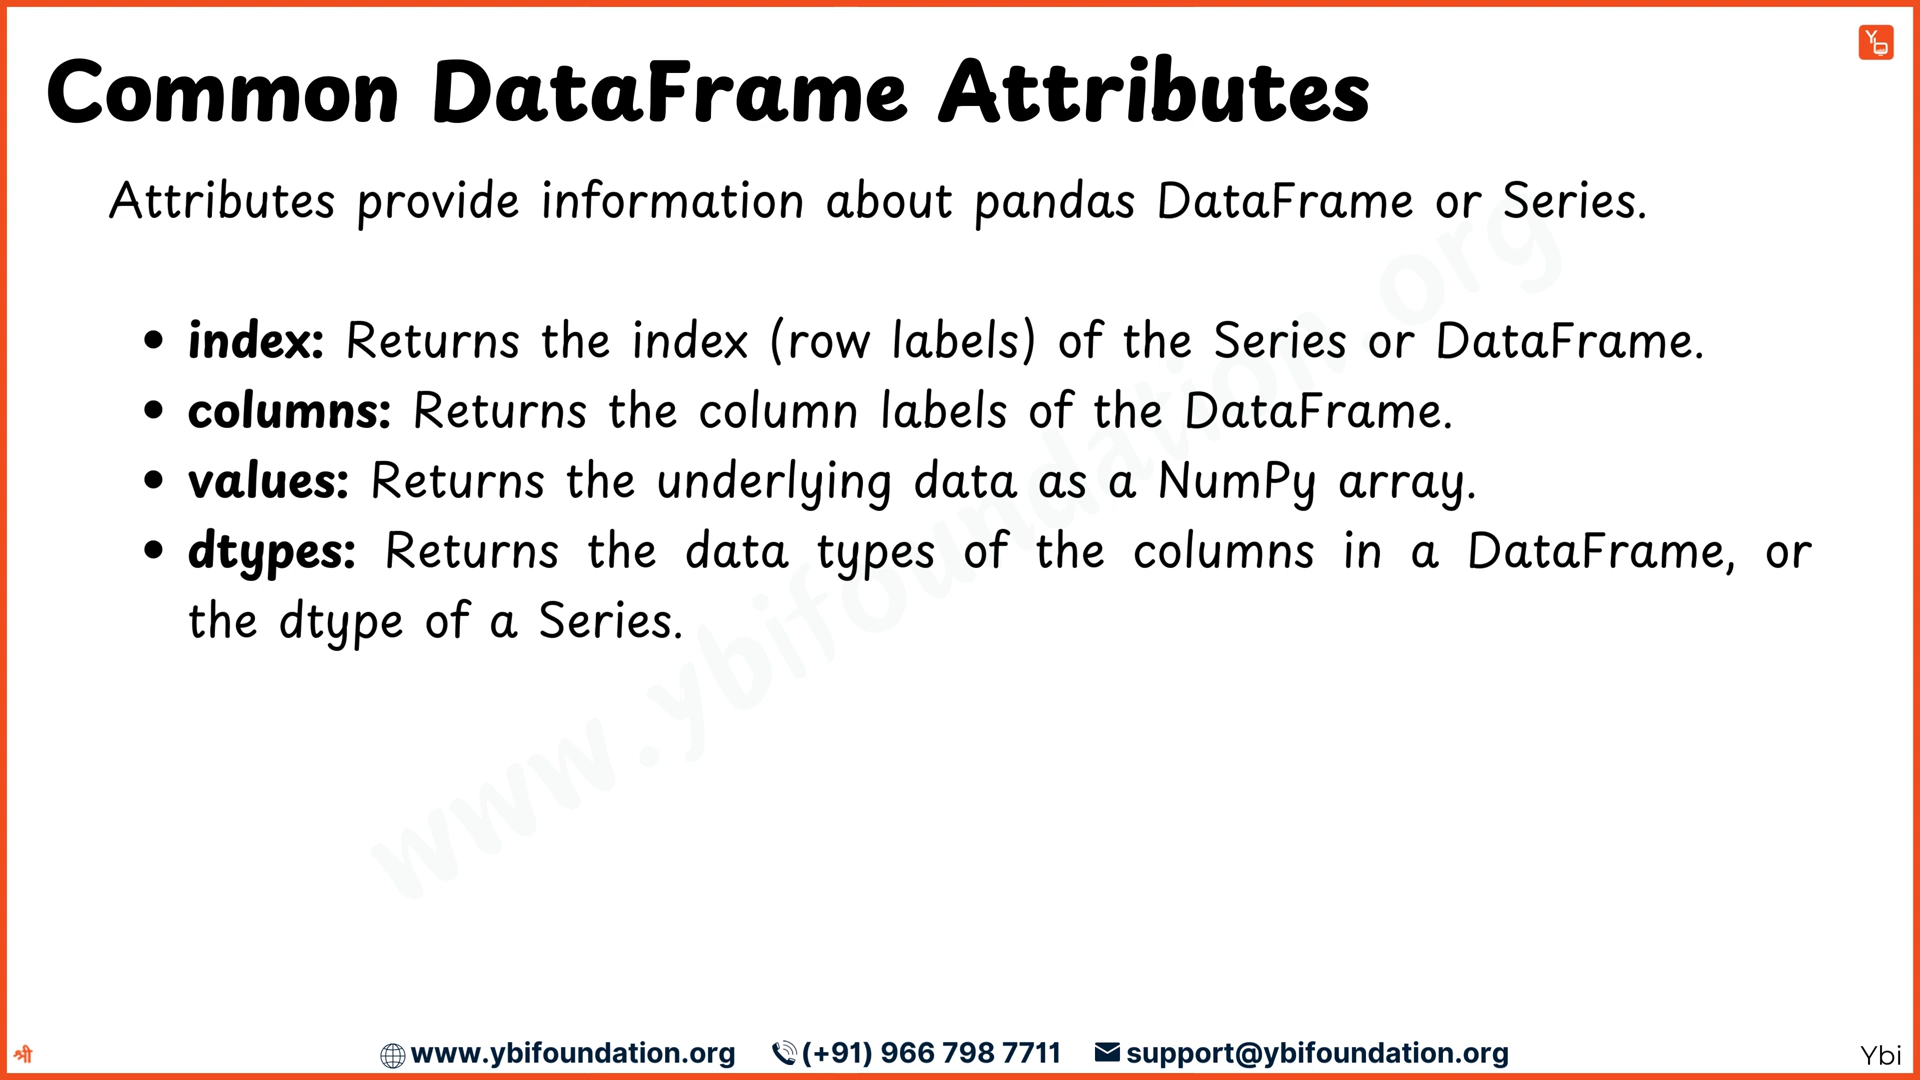 Common DataFrame Attributes
Attributes provide information about pandas DataFrame or Series.
• index: Returns the index (row labels) of the Series or DataFrame.
• columns: Returns the column labels of the DataFrame.
• values: Returns the underlying data as a NumPy array.
• dtypes: Returns the data types of the columns in a DataFrame, or
the dtype of a Series.
www.ybifoundation.org
श्री
www.ybifoundation.org (+91) 966 798 7711 support@ybifoundation.org
Ybi